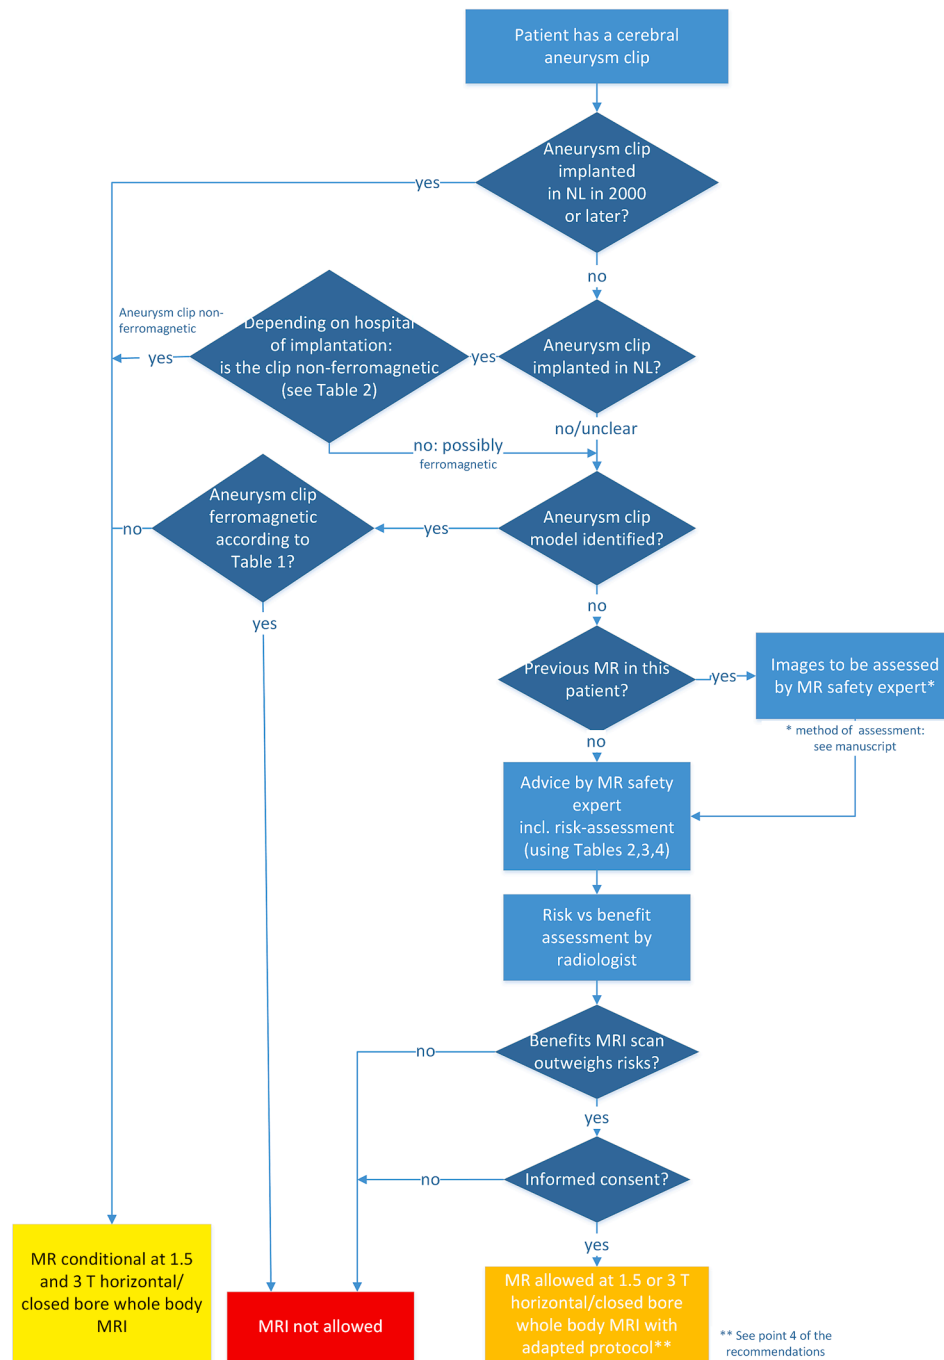 Patient has a cerebral
aneurysm clip
Aneurysm clip
implanted
in NL in 2000
or later?
yes
no
Aneurysm clip non-
ferromagnetic
Depending on hospital
of implantation:
is the clip non-ferromagnetic
(see Table 2)
yes
yes
Aneurysm clip
implanted in NL?
no/unclear
no: possibly
ferromagnetic
Aneurysm clip
ferromagnetic
according to
Table 1?
no
yes
Aneurysm clip
model identified?
yes
no
Previous MR in this
patient?
yes
Images to be assessed
by MR safety expert*
* method of assessment:
see manuscript
no
Advice by MR safety
expert
incl. risk-assessment
(using Tables 2,3,4)
Risk vs benefit
assessment by
radiologist
Benefits MRI scan
outweighs risks?
no
yes
Informed consent?
no
yes
MR conditional at 1.5
and 3 T horizontal/
closed bore whole body
MRI
MRI not allowed
MR allowed at 1.5 or 3 T
horizontal/closed bore
whole body MRI with
adapted protocol**
** See point 4 of the
recommendations